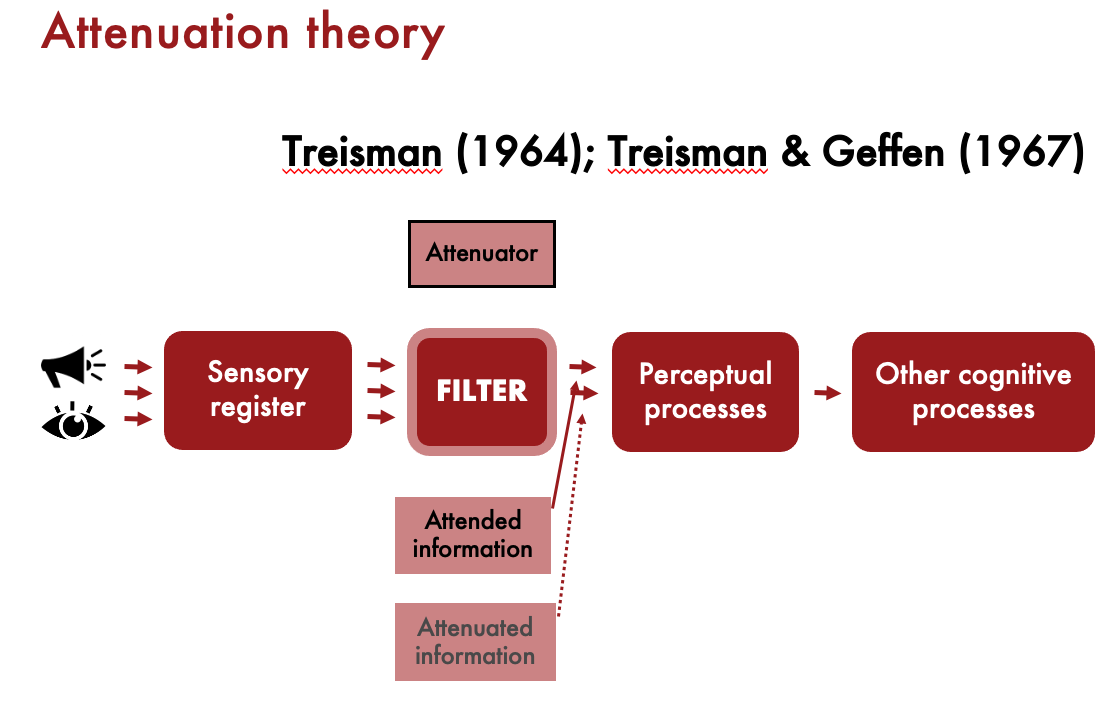 Attenuation theory
Treisman (1964); Treisman & Geffen (1967)
Attenuator
Sensory
register
FILTER
Perceptual
processes
Other cognitive
processes
Attended
information
Attenuated
information